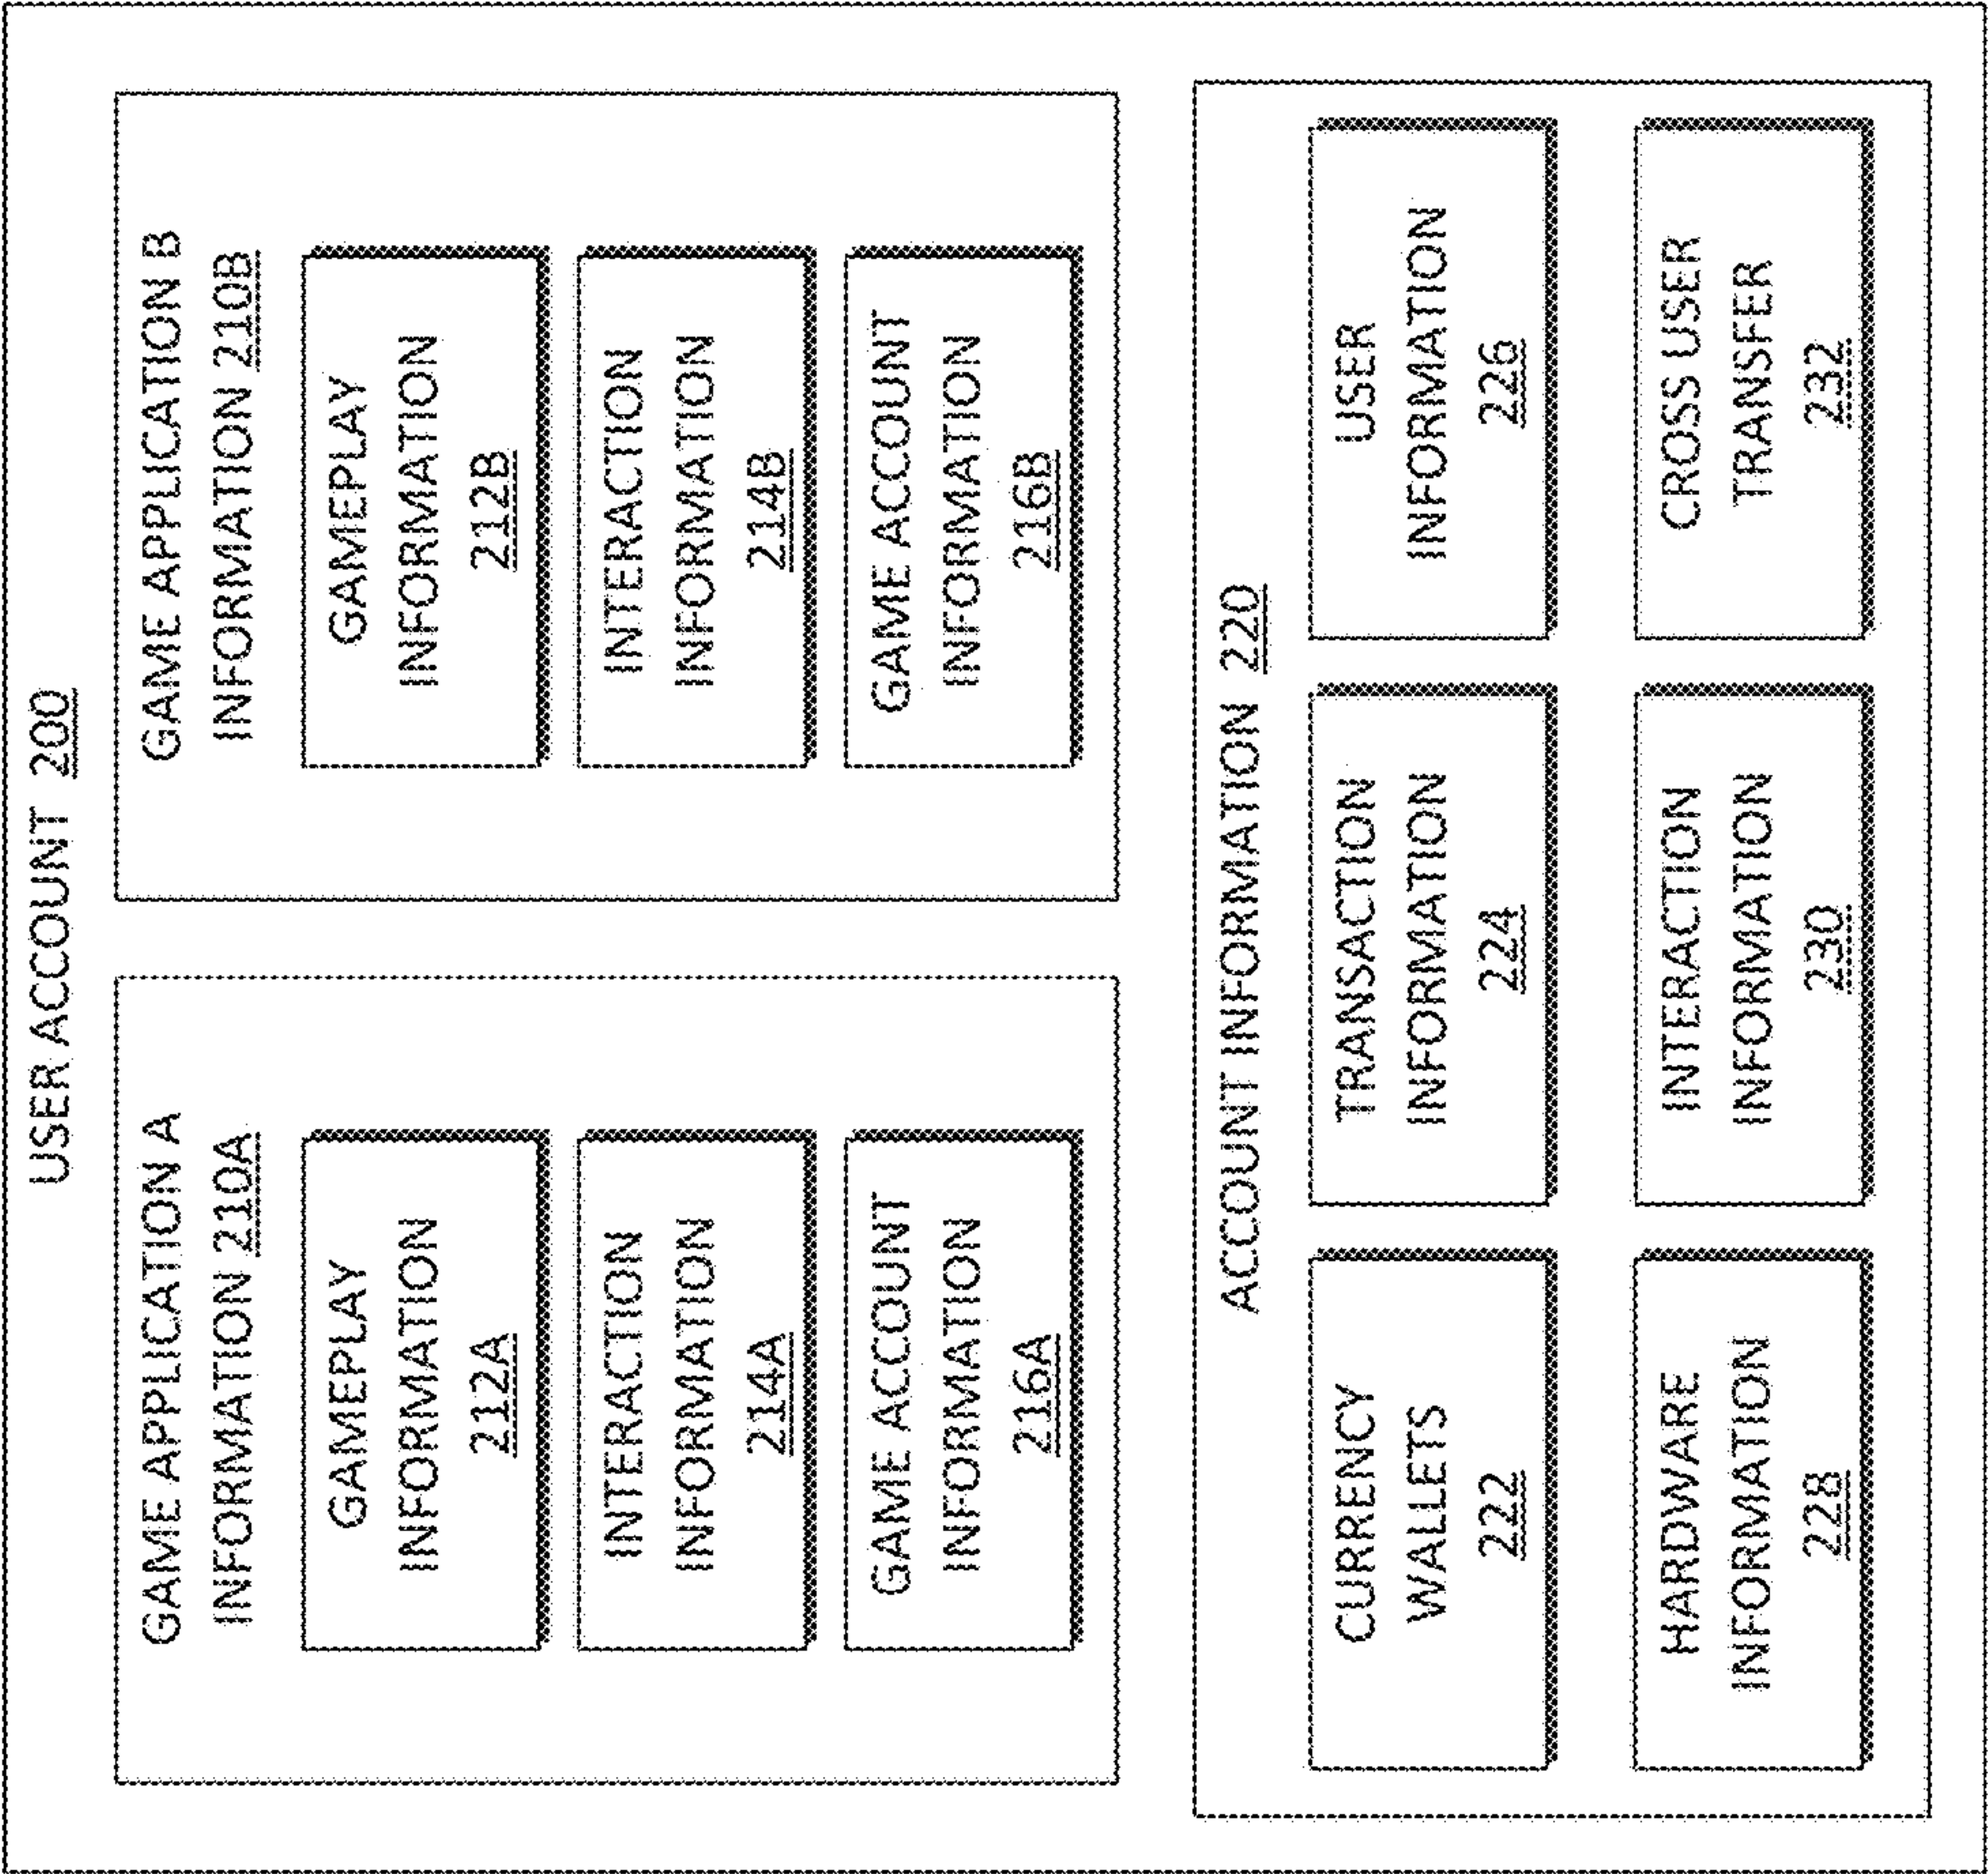 USER ACCOUNT 200
GAME APPLICATION A
INFORMATION 210A
GAMEPLAY
INFORMATION
212A
INTERACTION
INFORMATION
214A
GAME ACCOUNT
INFORMATION
216A
GAME APPLICATION B
INFORMATION 210B
GAMEPLAY
INFORMATION
212B
INTERACTION
INFORMATION
214B
GAME ACCOUNT
INFORMATION
216B
ACCOUNT INFORMATION 220
CURRENCY
WALLETS
222
TRANSACTION
INFORMATION
224
USER
INFORMATION
226
HARDWARE
INFORMATION
228
INTERACTION
INFORMATION
230
CROSS USER
TRANSFER
232